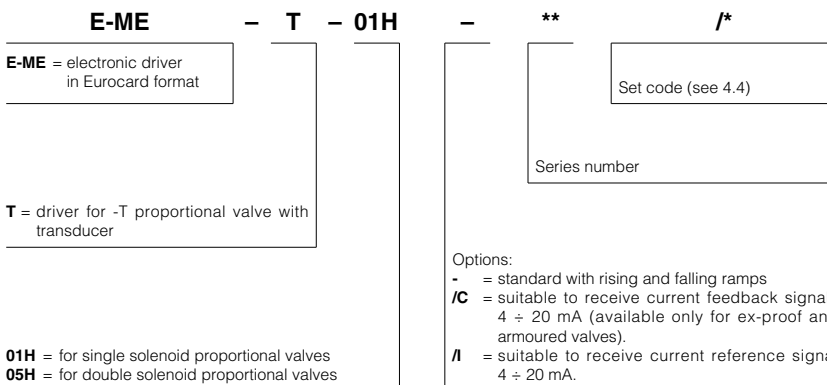 E-ME – T – 01H – ** /*
E-ME = electronic driver
in Eurocard format
Set code (see 4.4)
Series number
T = driver for -T proportional valve with
transducer
Options:
- = standard with rising and falling ramps
/C = suitable to receive current feedback signa
4 ÷ 20 mA (available only for ex-proof an
armoured valves).
/I = suitable to receive current reference signa
4 ÷ 20 mA.
01H = for single solenoid proportional valves
05H = for double solenoid proportional valves